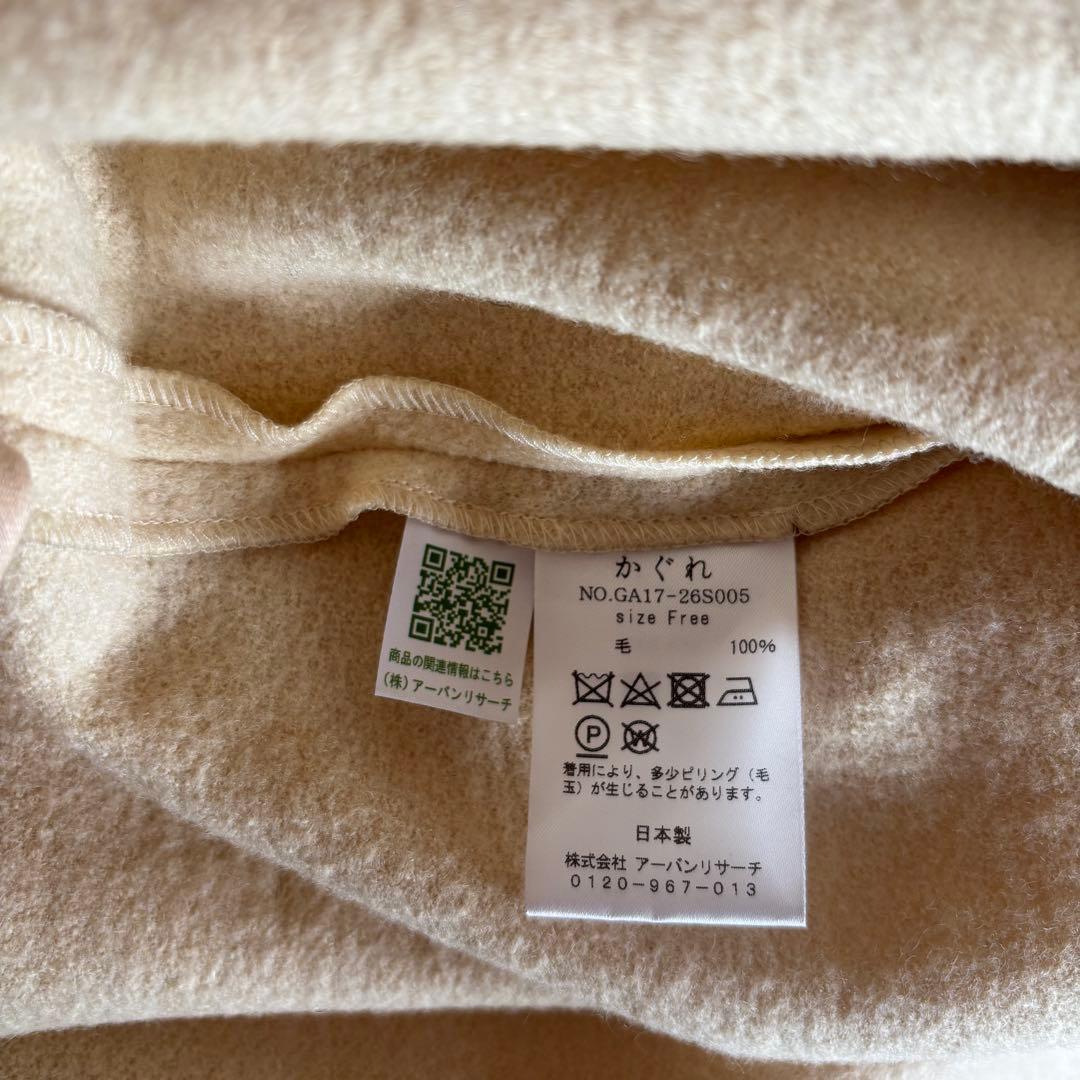 商品の関連情報はこちら
(株) アーバンリサーチ
かぐれ
NO.GA17-26S005
size Free
毛 100%
P W
着用により、多少ピリング（毛
玉）が生じることがあります。
日本製
株式会社 アーバンリサーチ
0120-967-013